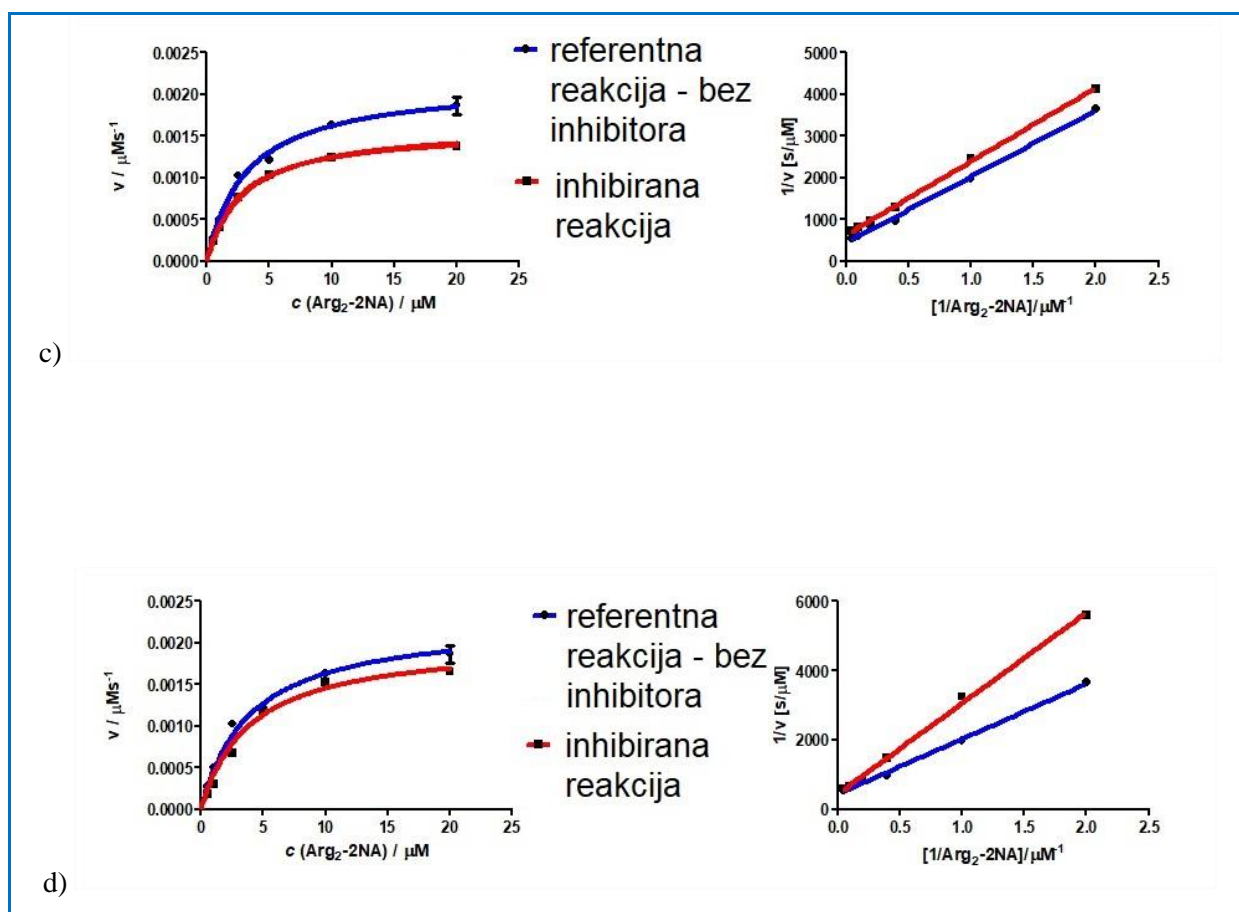 0.0025
0.0020
0.0015
0.0010
0.0005
0.0000
v / μMs⁻¹
0 5 10 15 20 25
c (Arg₂-2NA) / μM
referentna
reakcija - bez
inhibitora
inhibirana
reakcija
5000
4000
3000
2000
1000
0
1/v [s/μM]
0.0 0.5 1.0 1.5 2.0 2.5
[1/Arg₂-2NA]/μM⁻¹
c)
0.0025
0.0020
0.0015
0.0010
0.0005
0.0000
v / μMs⁻¹
0 5 10 15 20 25
c (Arg₂-2NA) / μM
referentna
reakcija - bez
inhibitora
inhibirana
reakcija
6000
4000
2000
0
1/v [s/μM]
0.0 0.5 1.0 1.5 2.0 2.5
[1/Arg₂-2NA]/μM⁻¹
d)